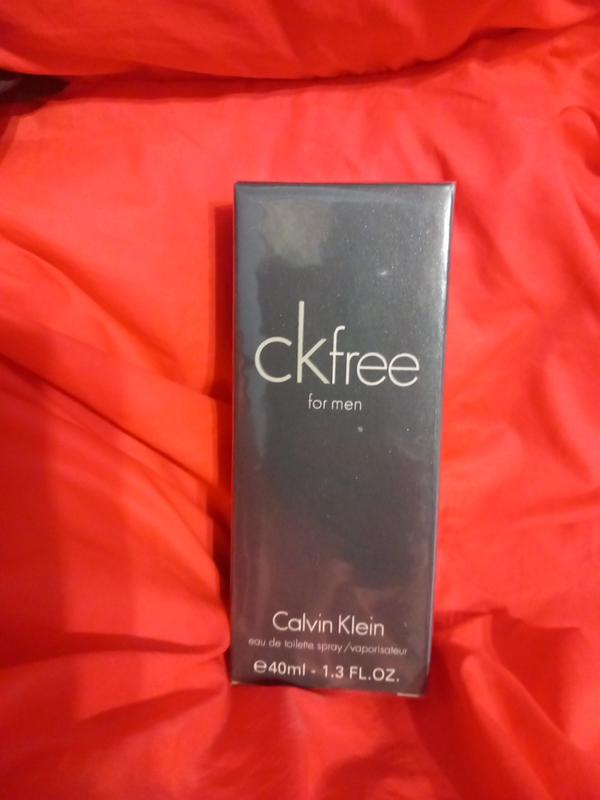 ckfree
for men
Calvin Klein
eau de toilette spray/vaporisateur
℮40ml - 1.3 FL.OZ.